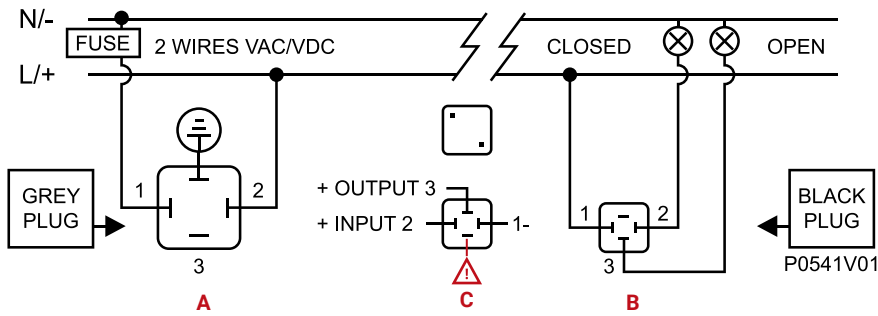 N/-
FUSE
2 WIRES VAC/VDC
CLOSED
OPEN
L/+
GREY
PLUG
1
2
3
A
+ OUTPUT 3
+ INPUT 2
1-
!
C
1
2
3
B
BLACK
PLUG
P0541V01